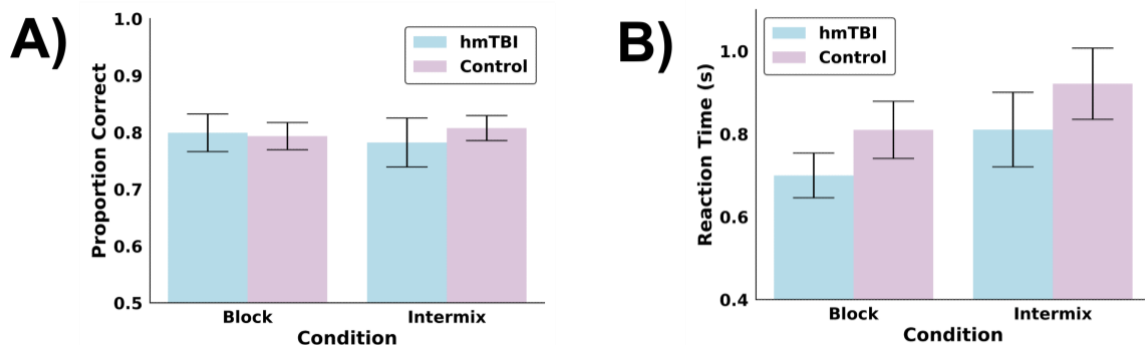 A)
hmTBI
Control
Proportion Correct
1.0
0.9
0.8
0.7
0.6
0.5
Block
Intermix
Condition
B)
hmTBI
Control
Reaction Time (s)
1.0
0.8
0.6
0.4
Block
Intermix
Condition